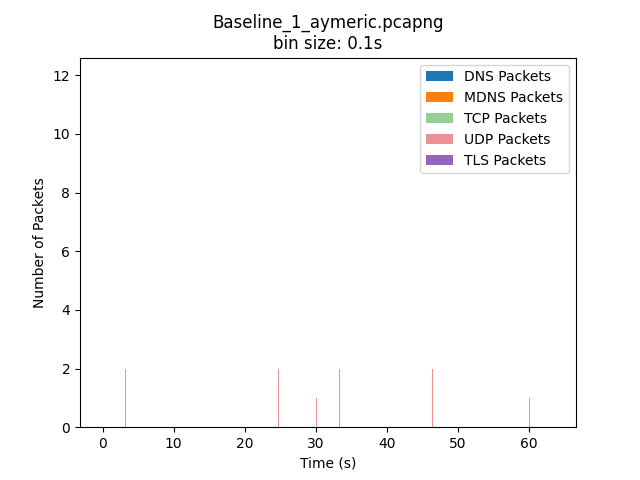 Baseline_1_aymeric.pcapng
bin size: 0.1s
12
10
8
6
4
2
0
Number of Packets
DNS Packets
MDNS Packets
TCP Packets
UDP Packets
TLS Packets
0 10 20 30 40 50 60
Time (s)